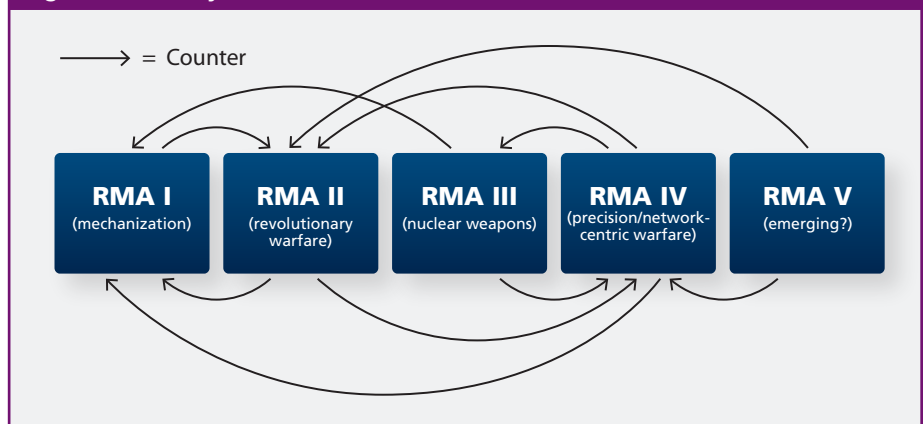 = Counter
RMA I
(mechanization)
RMA II
(revolutionary
warfare)
RMA III
(nuclear weapons)
RMA IV
(precision/network-
centric warfare)
RMA V
(emerging?)